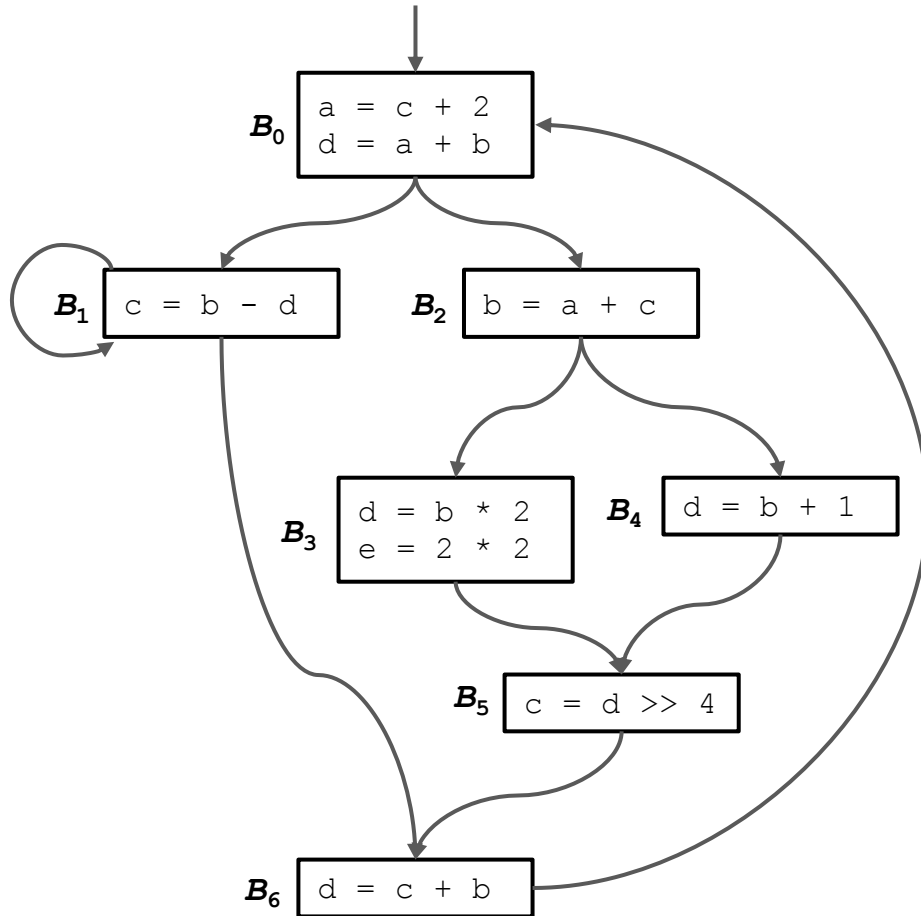 a = c + 2
B0
d = a + b
B1
c = b - d
B2
b = a + c
d = b * 2
B3
e = 2 * 2
B4
d = b + 1
B5
c = d >> 4
B6
d = c + b